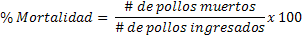 % Mortalidad = # de pollos muertos / # de pollos ingresados x 100